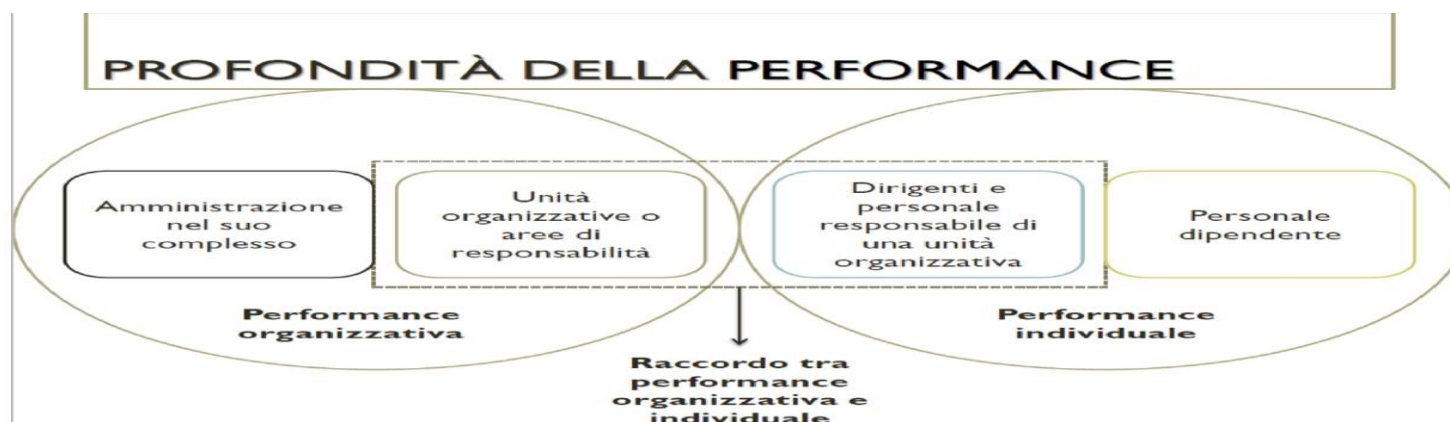 PROFONDITÀ DELLA PERFORMANCE
Amministrazione
nel suo
complesso
Unità
organizzative o
aree di
responsabilità
Dirigenti e
personale
responsabile di
una unità
organizzativa
Personale
dipendente
Performance
organizzativa
Performance
individuale
Raccordo tra
performance
organizzativa e
individuale